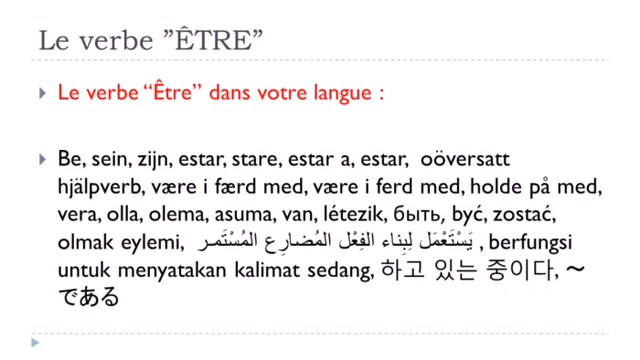 Le verbe ”ÊTRE”
Le verbe “Être” dans votre langue :
Be, sein, zijn, estar, stare, estar a, estar, oöversatt
hjälpverb, være i færd med, være i ferd med, holde på med,
vera, olla, olema, asuma, van, létezik, быть, być, zostać,
olmak eylemi, يَسْتَعْمَل لِبِناء الفِعْل المُضارِع المُسْتَمـر , berfungsi
untuk menyatakan kalimat sedang, 하고 있는 중이다, ～
である